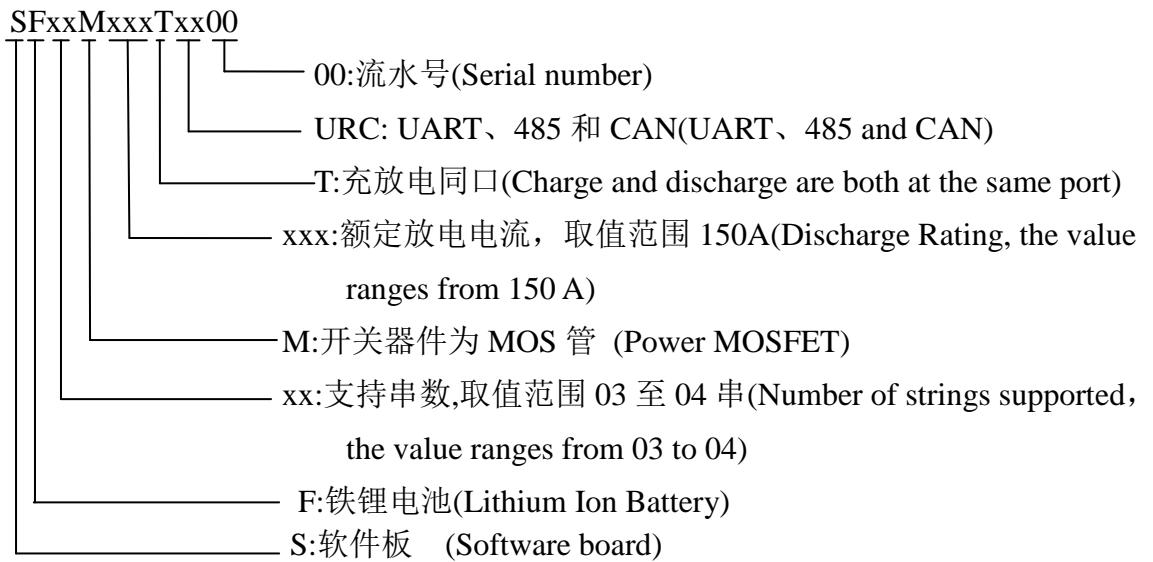 SFxxMxxxTxx00
00:流水号(Serial number)
URC: UART、485 和 CAN(UART、485 and CAN)
T:充放电同口(Charge and discharge are both at the same port)
xxx:额定放电电流，取值范围 150A(Discharge Rating, the value
ranges from 150 A)
M:开关器件为 MOS 管 (Power MOSFET)
xx:支持串数,取值范围 03 至 04 串(Number of strings supported，
the value ranges from 03 to 04)
F:铁锂电池(Lithium Ion Battery)
S:软件板 (Software board)